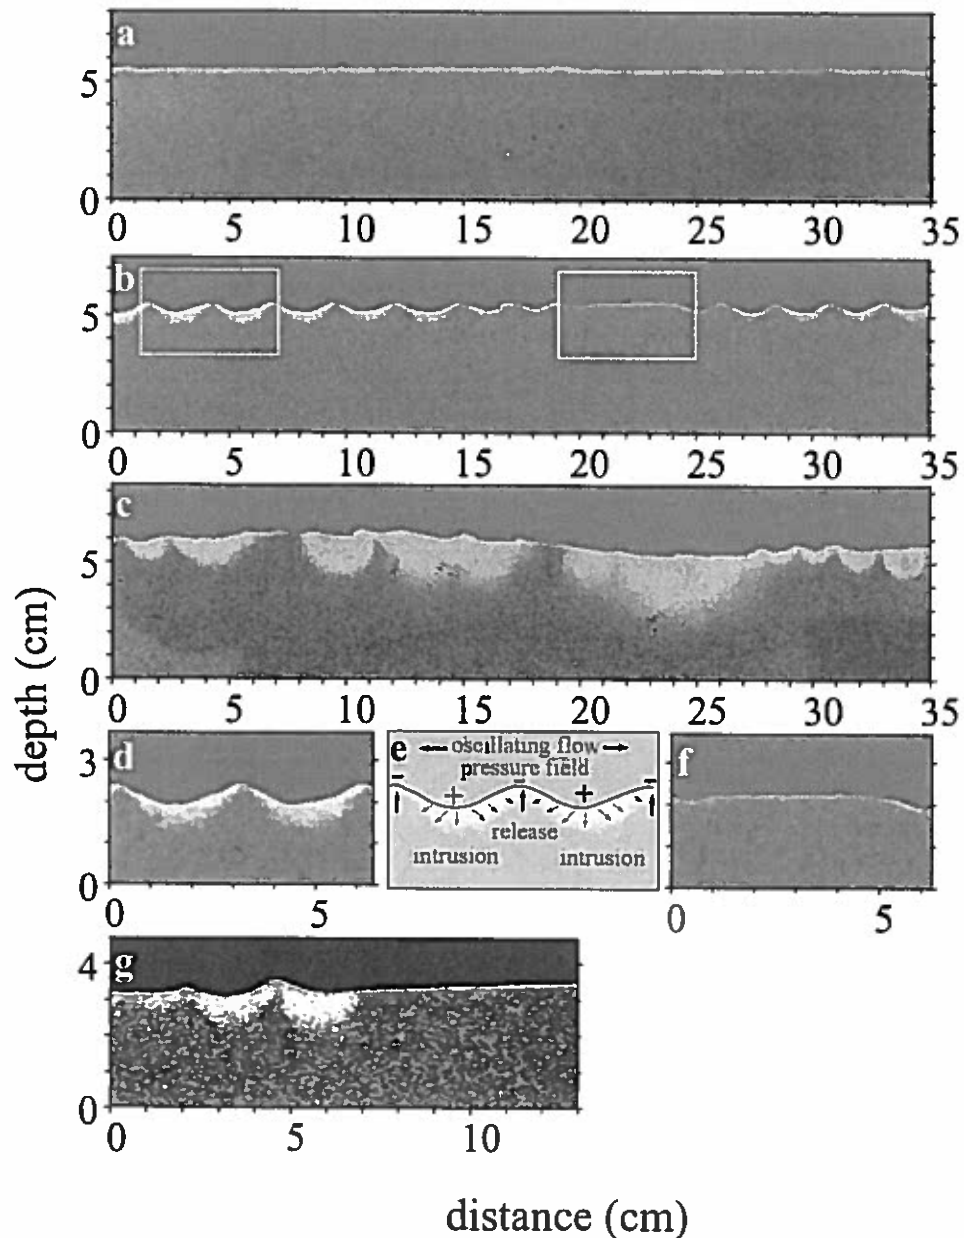 a
5
0
0 5 10 15 20 25 30 35
b
5
0
0 5 10 15 20 25 30 35
c
5
0
0 5 10 15 20 25 30 35
depth (cm)
d
3
0
0 5
e
← oscillating flow →
pressure field
− − −
+ +
release
intrusion intrusion
f
0 5
g
4
0
0 5 10
distance (cm)